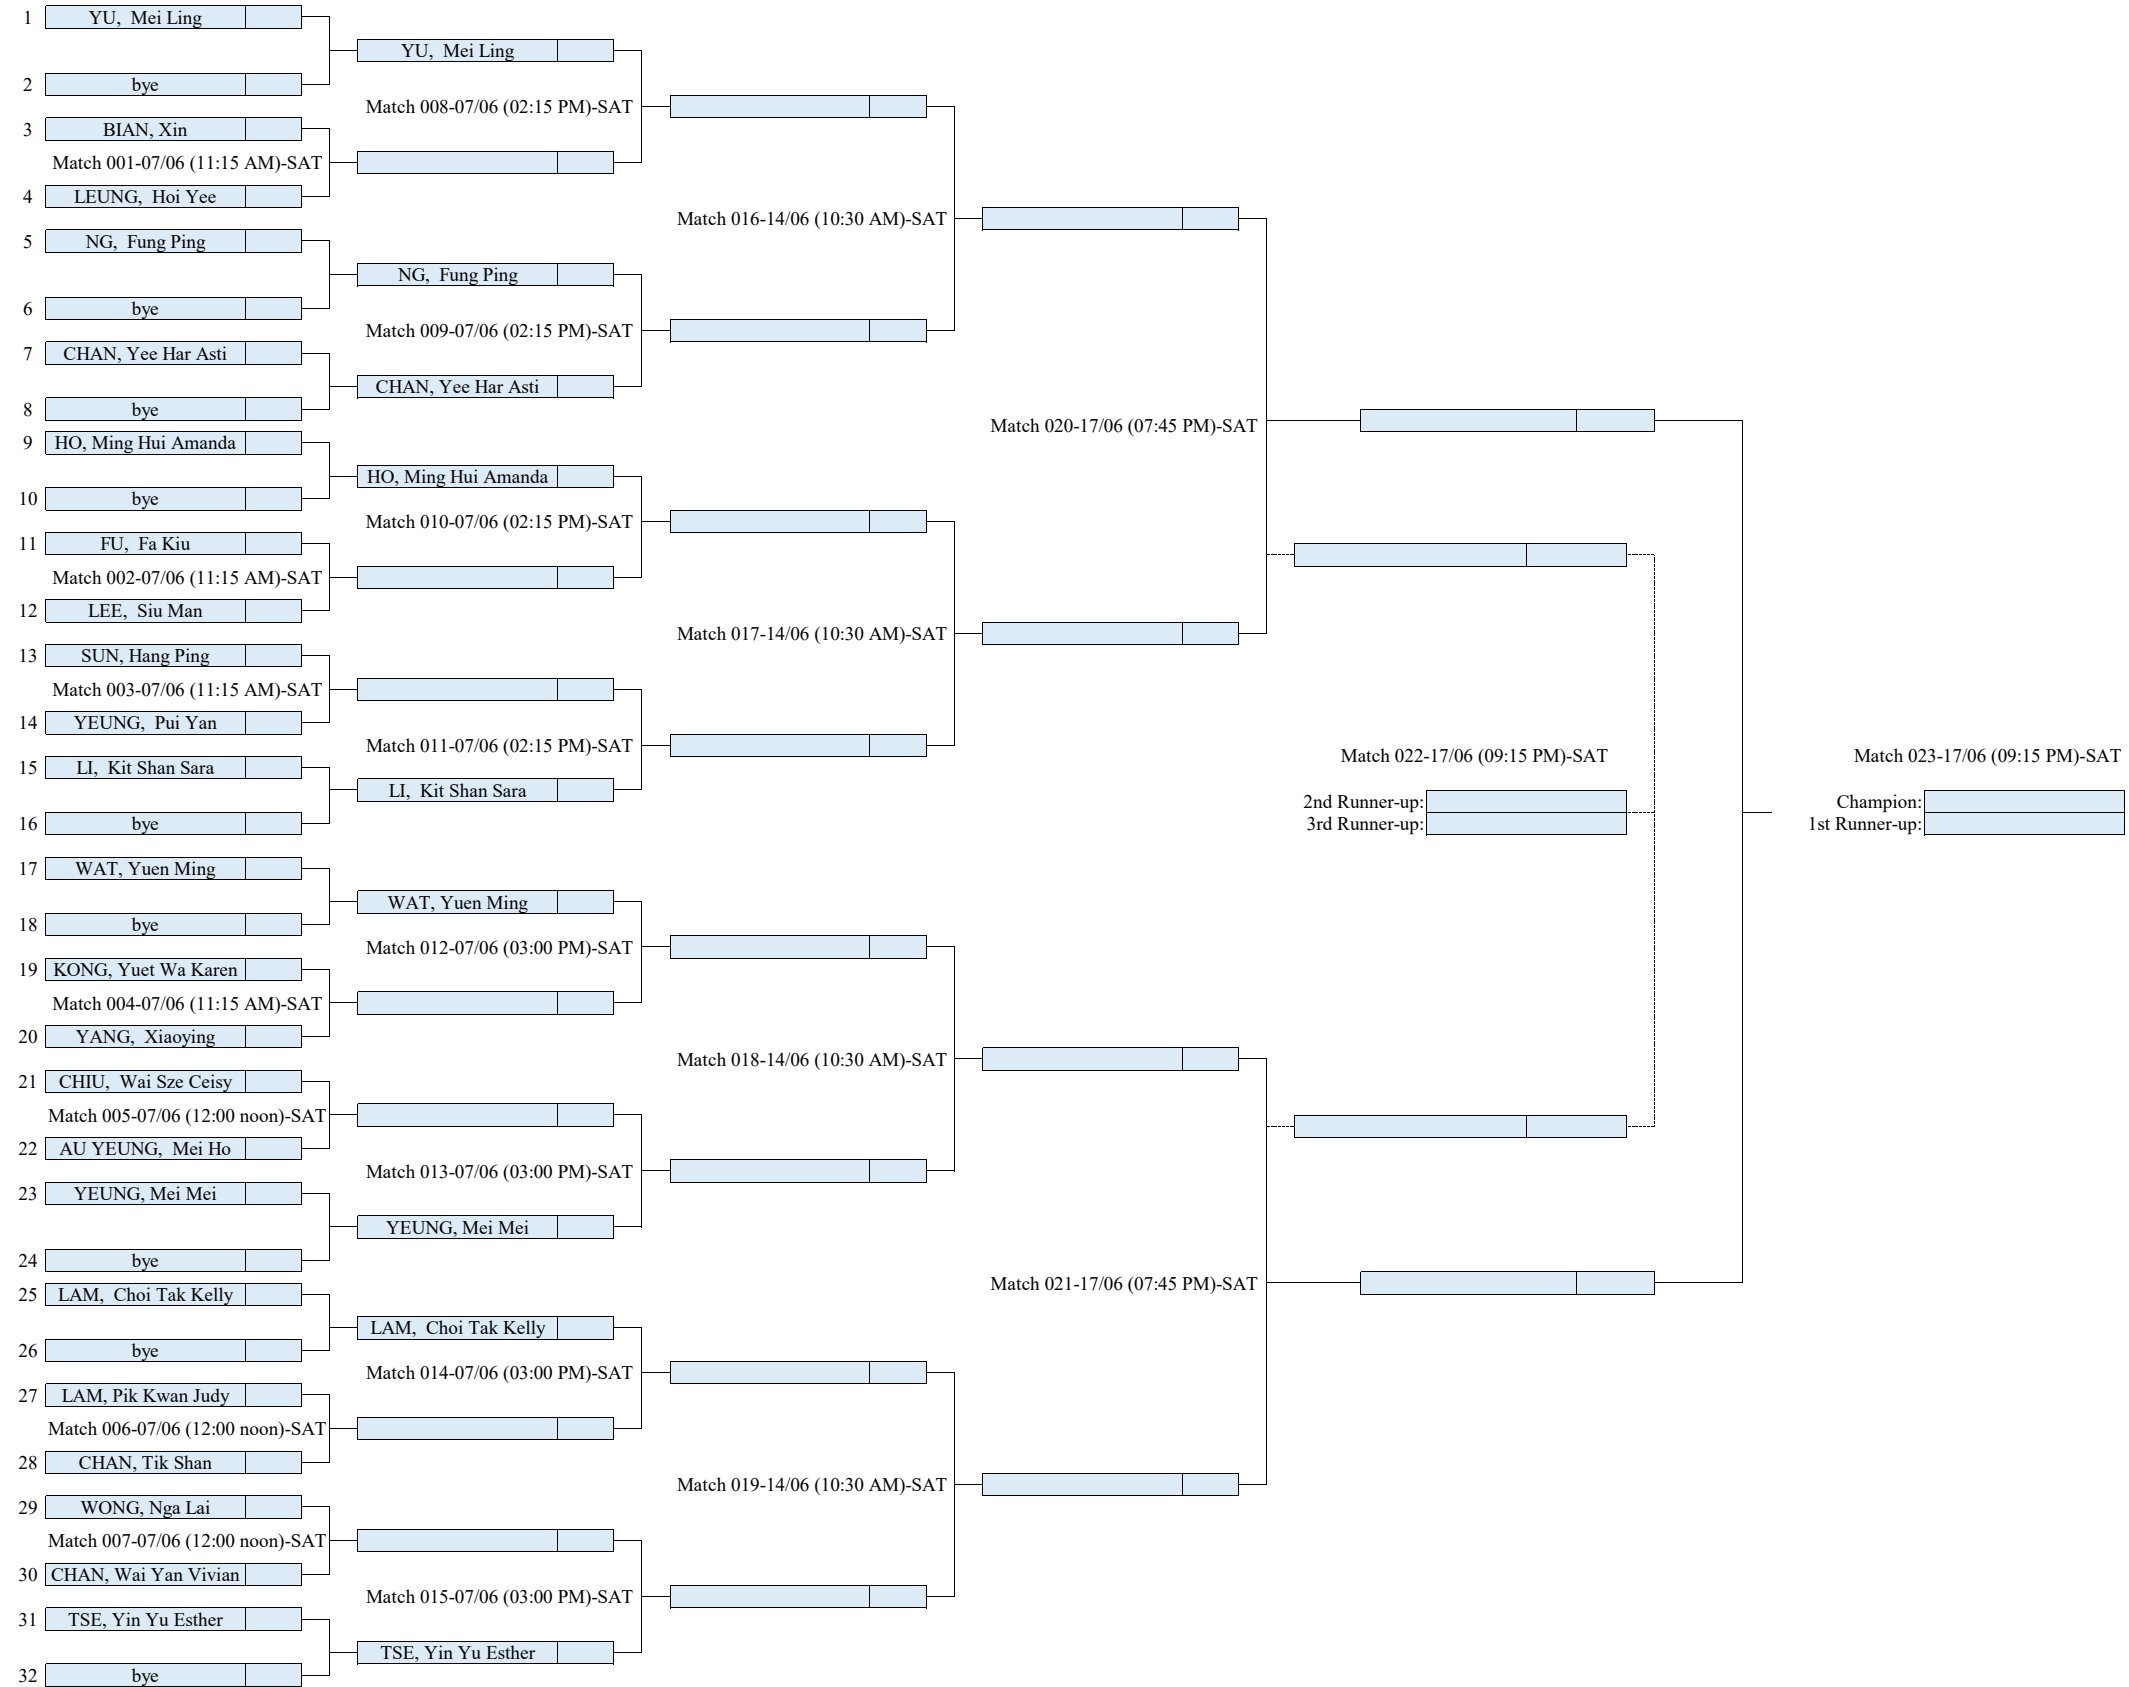 1 YU, Mei Ling
YU, Mei Ling
2 bye
Match 008-07/06 (02:15 PM)-SAT
3 BIAN, Xin
Match 001-07/06 (11:15 AM)-SAT
4 LEUNG, Hoi Yee
Match 016-14/06 (10:30 AM)-SAT
5 NG, Fung Ping
NG, Fung Ping
6 bye
Match 009-07/06 (02:15 PM)-SAT
7 CHAN, Yee Har Asti
CHAN, Yee Har Asti
8 bye
Match 020-17/06 (07:45 PM)-SAT
9 HO, Ming Hui Amanda
HO, Ming Hui Amanda
10 bye
Match 010-07/06 (02:15 PM)-SAT
11 FU, Fa Kiu
Match 002-07/06 (11:15 AM)-SAT
12 LEE, Siu Man
Match 017-14/06 (10:30 AM)-SAT
13 SUN, Hang Ping
Match 003-07/06 (11:15 AM)-SAT
14 YEUNG, Pui Yan
Match 011-07/06 (02:15 PM)-SAT
Match 022-17/06 (09:15 PM)-SAT
Match 023-17/06 (09:15 PM)-SAT
15 LI, Kit Shan Sara
LI, Kit Shan Sara
2nd Runner-up:
Champion:
16 bye
3rd Runner-up:
1st Runner-up:
17 WAT, Yuen Ming
WAT, Yuen Ming
18 bye
Match 012-07/06 (03:00 PM)-SAT
19 KONG, Yuet Wa Karen
Match 004-07/06 (11:15 AM)-SAT
20 YANG, Xiaoying
Match 018-14/06 (10:30 AM)-SAT
21 CHIU, Wai Sze Ceisy
Match 005-07/06 (12:00 noon)-SAT
22 AU YEUNG, Mei Ho
Match 013-07/06 (03:00 PM)-SAT
23 YEUNG, Mei Mei
YEUNG, Mei Mei
24 bye
Match 021-17/06 (07:45 PM)-SAT
25 LAM, Choi Tak Kelly
LAM, Choi Tak Kelly
26 bye
Match 014-07/06 (03:00 PM)-SAT
27 LAM, Pik Kwan Judy
Match 006-07/06 (12:00 noon)-SAT
28 CHAN, Tik Shan
Match 019-14/06 (10:30 AM)-SAT
29 WONG, Nga Lai
Match 007-07/06 (12:00 noon)-SAT
30 CHAN, Wai Yan Vivian
Match 015-07/06 (03:00 PM)-SAT
31 TSE, Yin Yu Esther
TSE, Yin Yu Esther
32 bye